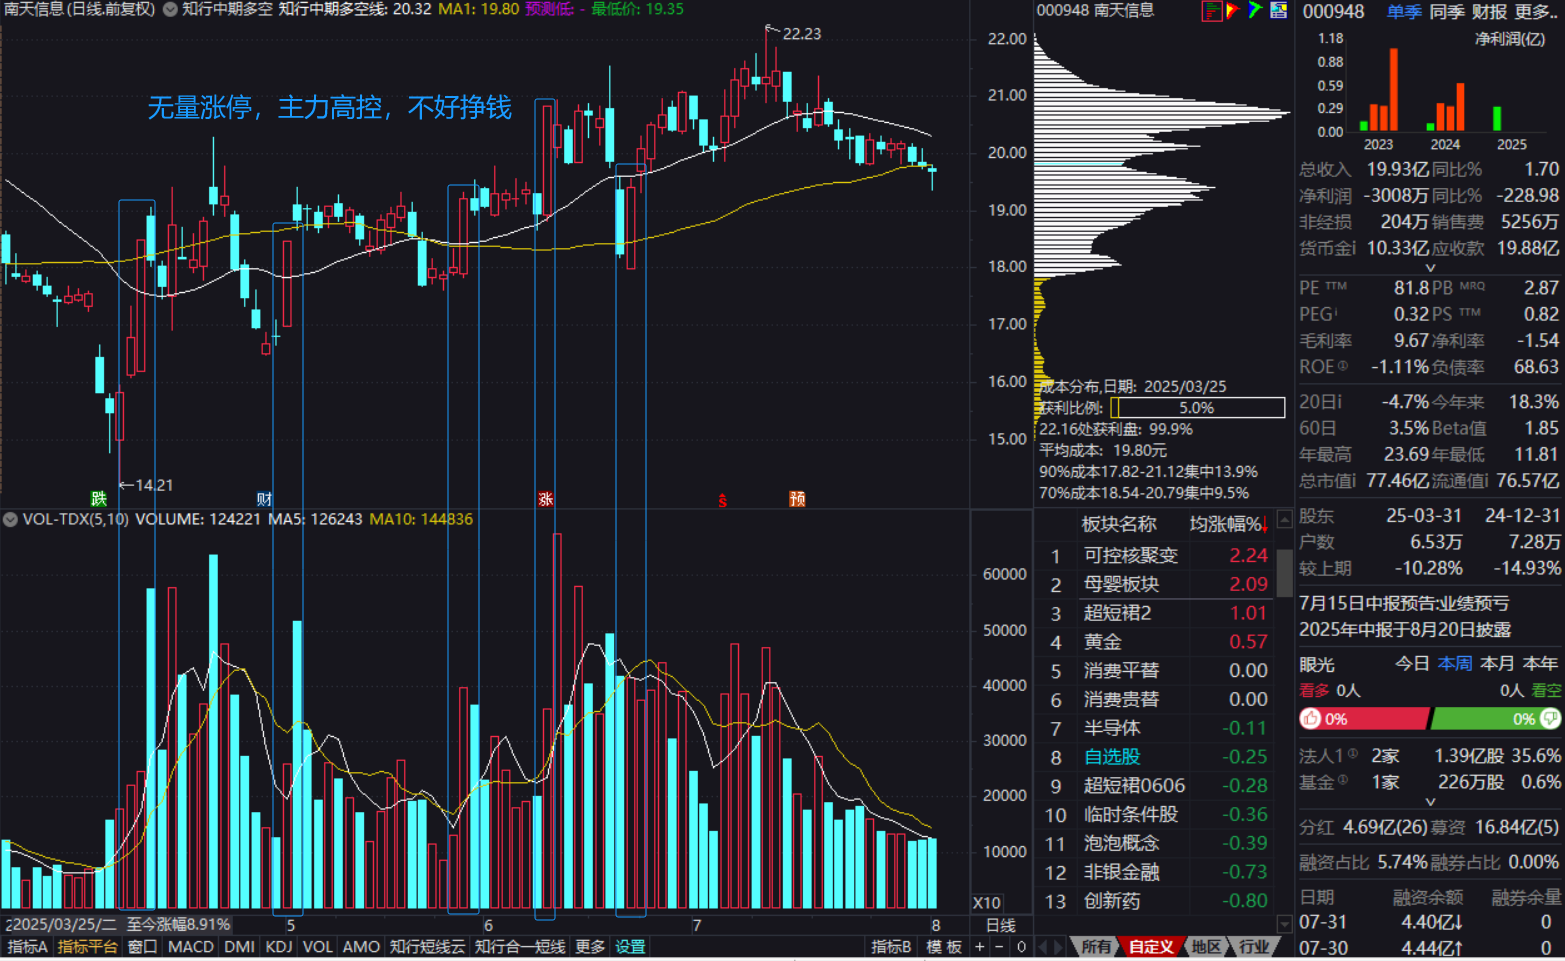 南天信息(日线,前复权) 知行中期多空 知行中期多空线: 20.32 MA1: 19.80 预测低: - 最低价: 19.35
无量涨停，主力高控，不好挣钱
22.23
14.21
跌 财 涨 $ 预
22.00
21.00
20.00
19.00
18.00
17.00
16.00
15.00
VOL-TDX(5,10) VOLUME: 124221 MA5: 126243 MA10: 144836
60000
50000
40000
30000
20000
10000
X10
2025/03/25/二 至今涨幅8.91% 5 6 7 8 日线
指标A 指标平台 窗口 MACD DMI KDJ VOL AMO 知行短线云 知行合一短线 更多 设置 指标B 模 板 + - 0
000948 南天信息
成本分布,日期: 2025/03/25
获利比例: 5.0%
22.16处获利盘: 99.9%
平均成本: 19.80元
90%成本17.82-21.12集中13.9%
70%成本18.54-20.79集中9.5%
板块名称 均涨幅%↓
1 可控核聚变 2.24
2 母婴板块 2.09
3 超短裙2 1.01
4 黄金 0.57
5 消费平替 0.00
6 消费贵替 0.00
7 半导体 -0.11
8 自选股 -0.25
9 超短裙0606 -0.28
10 临时条件股 -0.36
11 泡泡概念 -0.39
12 非银金融 -0.73
13 创新药 -0.80
所有 自定义 地区 行业
000948 单季 同季 财报 更多..
净利润(亿)
1.18
0.88
0.59
0.29
0.00
2023 2024 2025
总收入 19.93亿 同比% 1.70
净利润 -3008万 同比% -228.98
非经损 204万 销售费 5256万
货币金i 10.33亿 应收款 19.88亿
PE TTM 81.8 PB MRQ 2.87
PEG i 0.32 PS TTM 0.82
毛利率 9.67 净利率 -1.54
ROE -1.11% 负债率 68.63
20日i -4.7% 今年来 18.3%
60日 3.5% Beta值 1.85
年最高 23.69 年最低 11.81
总市值i 77.46亿 流通值i 76.57亿
股东 25-03-31 24-12-31
户数 6.53万 7.28万
较上期 -10.28% -14.93%
7月15日中报预告:业绩预亏
2025年中报于8月20日披露
眼光 今日 本周 本月 本年
看多 0人 0人 看空
0% 0%
法人1 2家 1.39亿股 35.6%
基金 1家 226万股 0.6%
分红 4.69亿(26) 募资 16.84亿(5)
融资占比 5.74% 融券占比 0.00%
日期 融资余额 融券余量
07-31 4.40亿↓ 0
07-30 4.44亿↑ 0